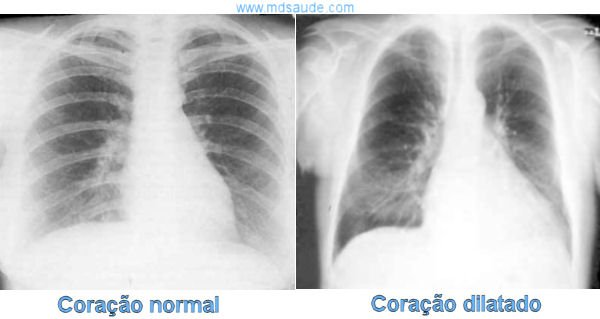 www.mdsaude.com
Coração normal
Coração dilatado